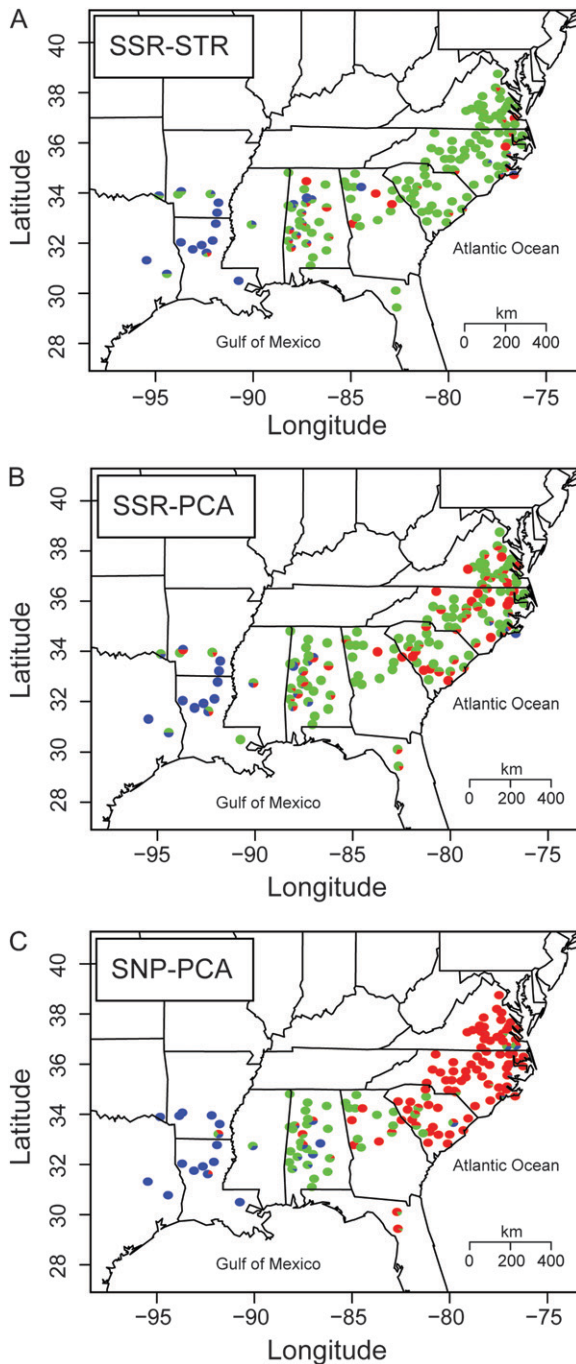 A
SSR-STR
40
38
36
34
32
30
28
Latitude
Atlantic Ocean
Gulf of Mexico
km
0 200 400
−95 −90 −85 −80 −75
Longitude
B
SSR-PCA
40
38
36
34
32
30
28
Latitude
Atlantic Ocean
Gulf of Mexico
km
0 200 400
−95 −90 −85 −80 −75
Longitude
C
SNP-PCA
40
38
36
34
32
30
28
Latitude
Atlantic Ocean
Gulf of Mexico
km
0 200 400
−95 −90 −85 −80 −75
Longitude